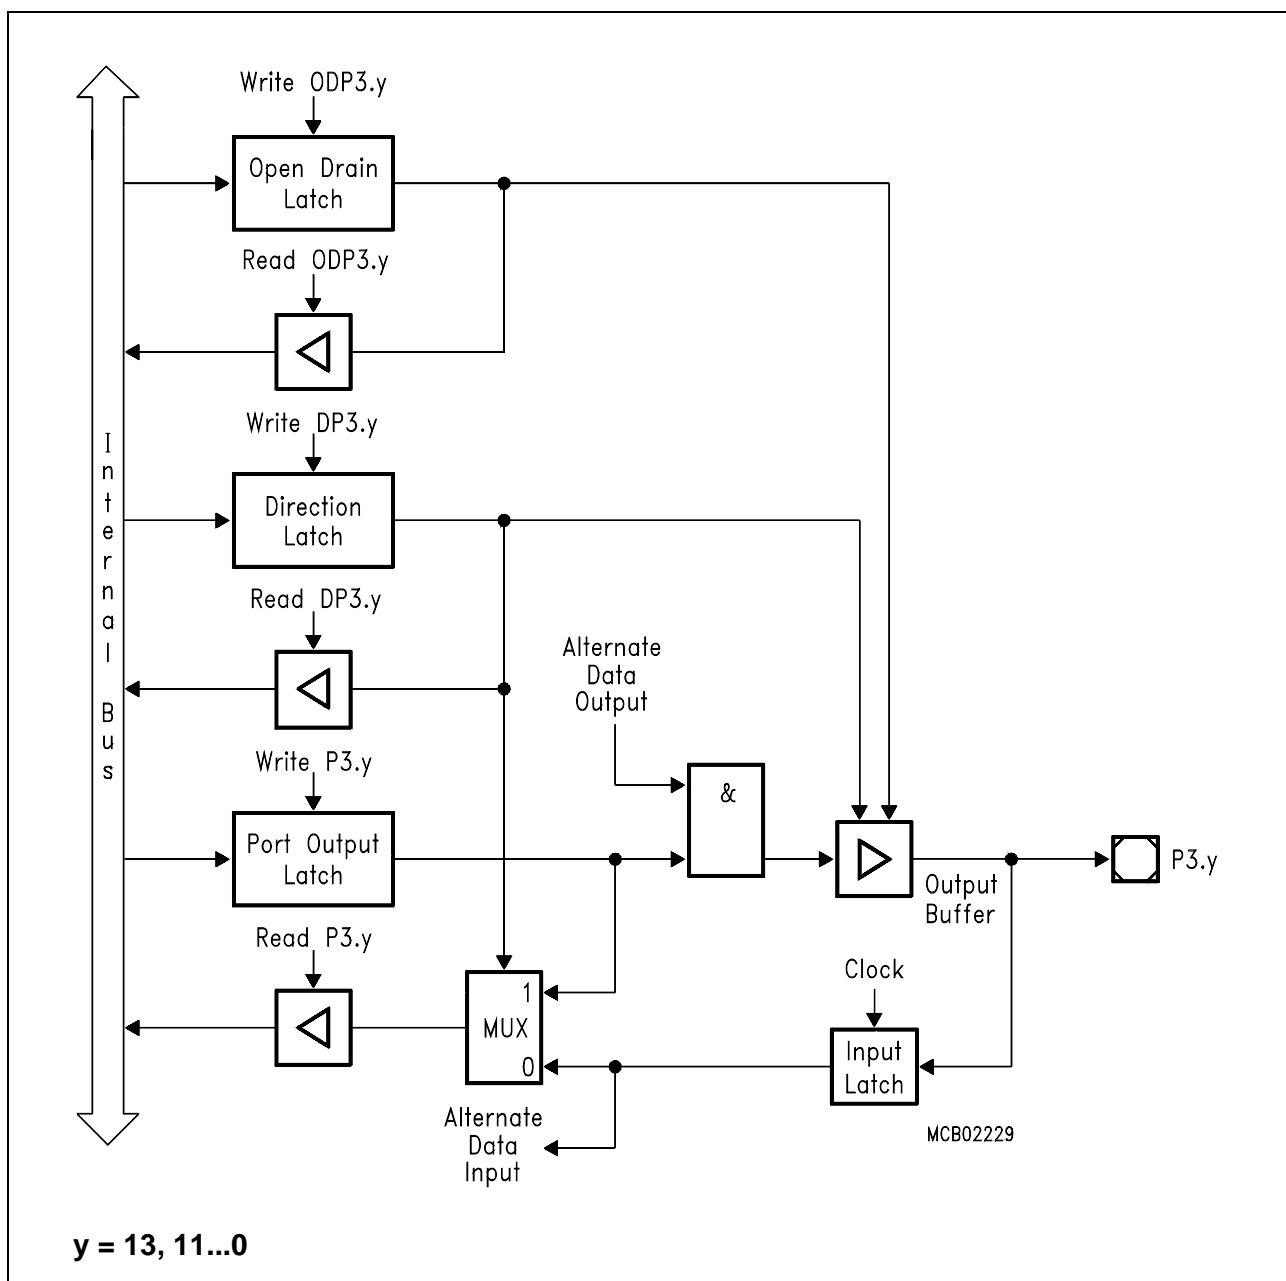 Write ODP3.y
Open Drain
Latch
Read ODP3.y
Write DP3.y
Direction
Latch
Read DP3.y
Internal Bus
Alternate
Data
Output
Write P3.y
&
Port Output
Latch
P3.y
Output
Buffer
Read P3.y
Clock
1
MUX
0
Input
Latch
Alternate
Data
Input
MCB02229
y = 13, 11...0